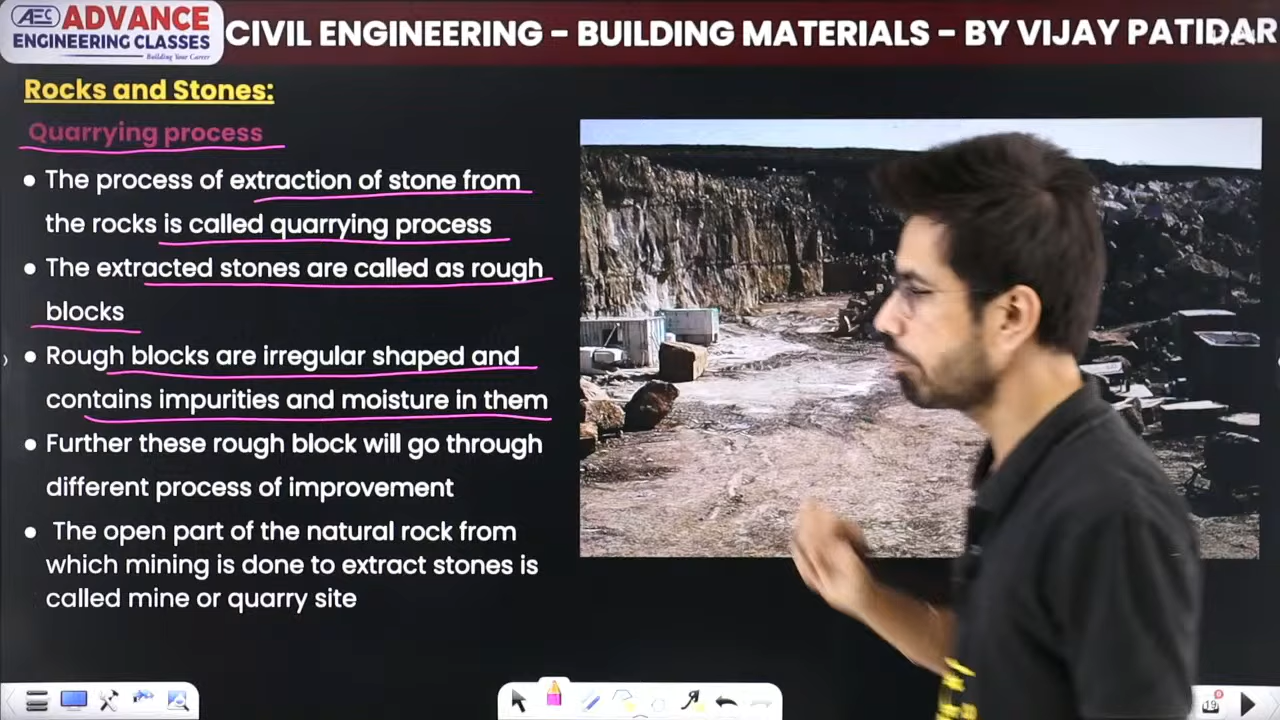 AEC ADVANCE
ENGINEERING CLASSES
Building Your Career
CIVIL ENGINEERING – BUILDING MATERIALS – BY VIJAY PATIDAR
Rocks and Stones:
Quarrying process
● The process of extraction of stone from
the rocks is called quarrying process
● The extracted stones are called as rough
blocks
● Rough blocks are irregular shaped and
contains impurities and moisture in them
● Further these rough block will go through
different process of improvement
● The open part of the natural rock from
which mining is done to extract stones is
called mine or quarry site
19